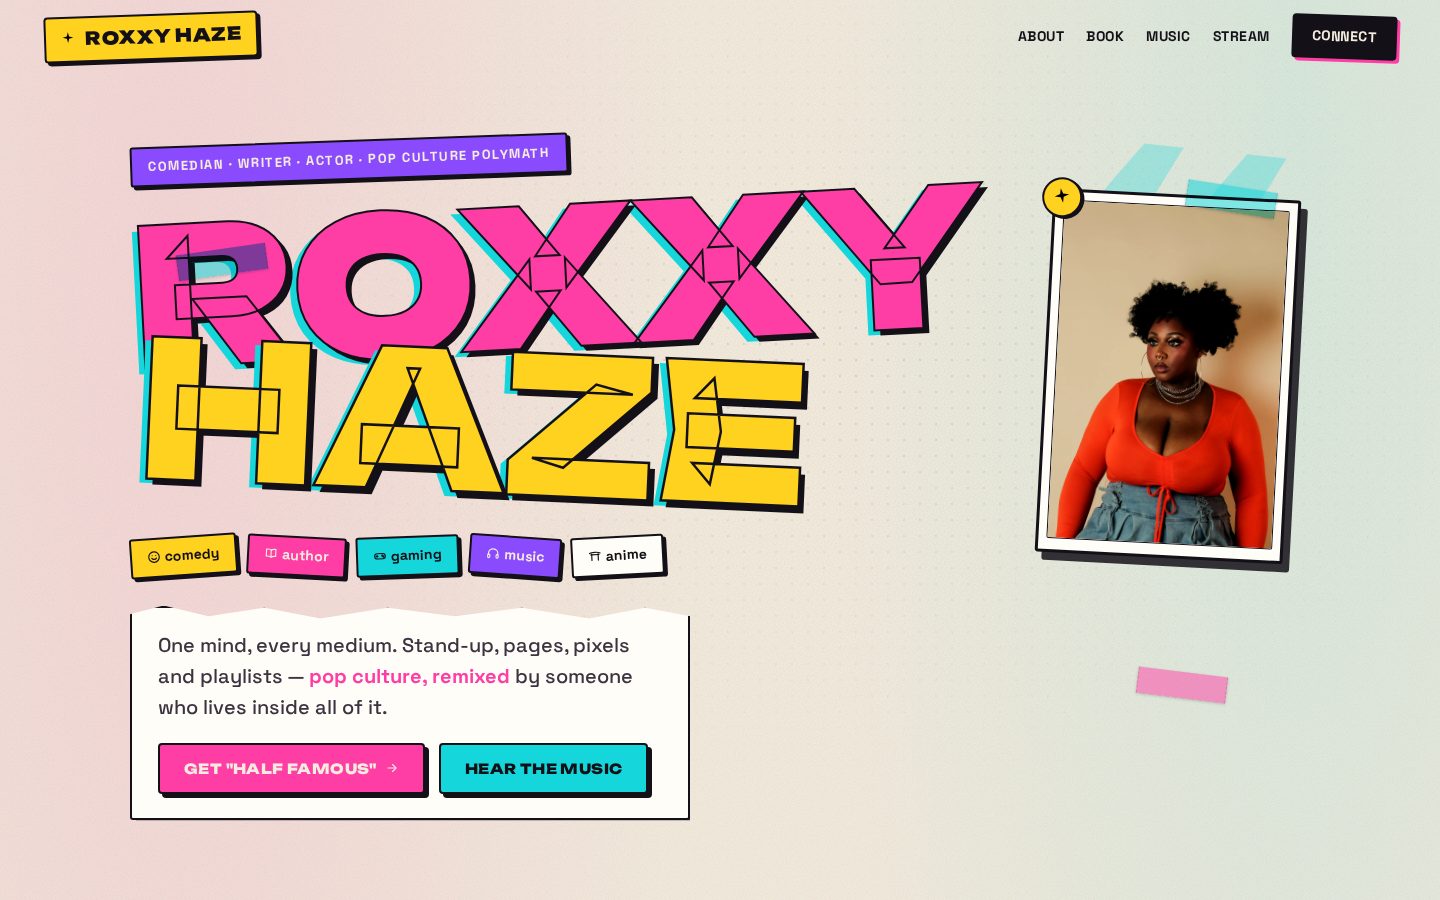 ROXXY HAZE
ABOUT
BOOK
MUSIC
STREAM
CONNECT
COMEDIAN · WRITER · ACTOR · POP CULTURE POLYMATH
ROXXY
HAZE
comedy
author
gaming
music
anime
One mind, every medium. Stand-up, pages, pixels
and playlists — pop culture, remixed by someone
who lives inside all of it.
GET "HALF FAMOUS" →
HEAR THE MUSIC